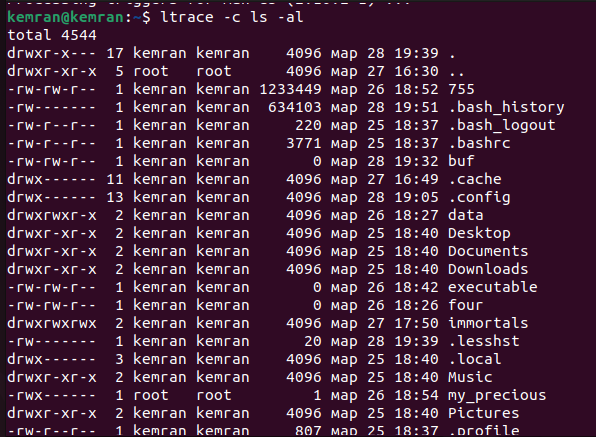 kemran@kemran:~$ ltrace -c ls -al
total 4544
drwxr-x--- 17 kemran kemran    4096 мар 28 19:39 .
drwxr-xr-x  5 root   root      4096 мар 27 16:30 ..
-rw-rw-r--  1 kemran kemran 1233449 мар 26 18:52 755
-rw-------  1 kemran kemran  634103 мар 28 19:51 .bash_history
-rw-r--r--  1 kemran kemran     220 мар 25 18:37 .bash_logout
-rw-r--r--  1 kemran kemran    3771 мар 25 18:37 .bashrc
-rw-rw-r--  1 kemran kemran       0 мар 28 19:32 buf
drwx------ 11 kemran kemran    4096 мар 27 16:49 .cache
drwx------ 13 kemran kemran    4096 мар 28 19:05 .config
drwxrwxr-x  2 kemran kemran    4096 мар 26 18:27 data
drwxr-xr-x  2 kemran kemran    4096 мар 25 18:40 Desktop
drwxr-xr-x  2 kemran kemran    4096 мар 25 18:40 Documents
drwxr-xr-x  2 kemran kemran    4096 мар 25 18:40 Downloads
-rw-rw-r--  1 kemran kemran       0 мар 26 18:42 executable
-rw-rw-r--  1 kemran kemran       0 мар 26 18:26 four
drwxrwxrwx  2 kemran kemran    4096 мар 27 17:50 immortals
-rw-------  1 kemran kemran      20 мар 28 19:39 .lesshst
drwx------  3 kemran kemran    4096 мар 25 18:40 .local
drwxr-xr-x  2 kemran kemran    4096 мар 25 18:40 Music
-rwx------  1 root   root         1 мар 26 18:54 my_precious
drwxr-xr-x  2 kemran kemran    4096 мар 25 18:40 Pictures
-rw-r--r--  1 kemran kemran     807 мар 25 18:37 .profile